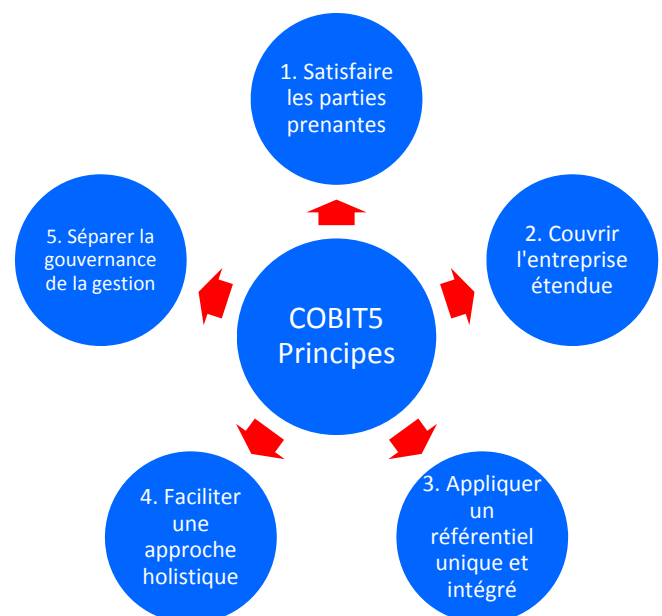 1. Satisfaire
les parties
prenantes
5. Séparer la
gouvernance
de la gestion
2. Couvrir
l'entreprise
étendue
COBIT5
Principes
4. Faciliter
une
approche
holistique
3. Appliquer
un
référentiel
unique et
intégré